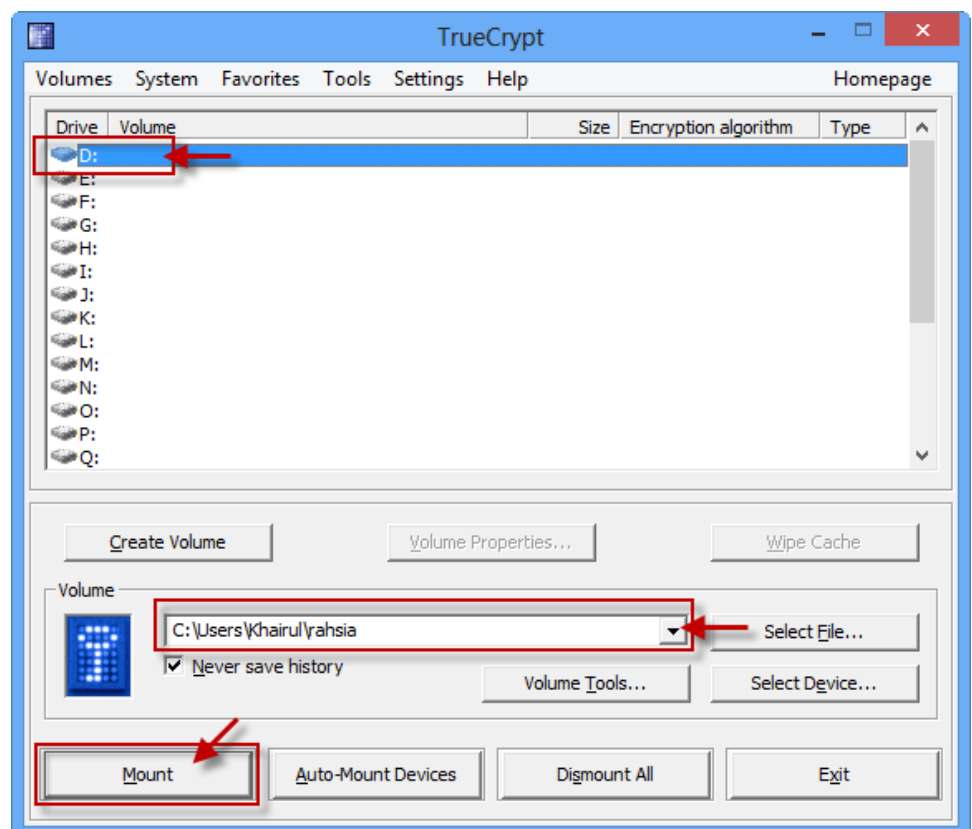 TrueCrypt
Volumes System Favorites Tools Settings Help Homepage
Drive Volume Size Encryption algorithm Type
D:
E:
F:
G:
H:
I:
J:
K:
L:
M:
N:
O:
P:
Q:
Create Volume Volume Properties... Wipe Cache
Volume
C:\Users\Khairul\rahsia Select File...
Never save history
Volume Tools... Select Device...
Mount Auto-Mount Devices Dismount All Exit